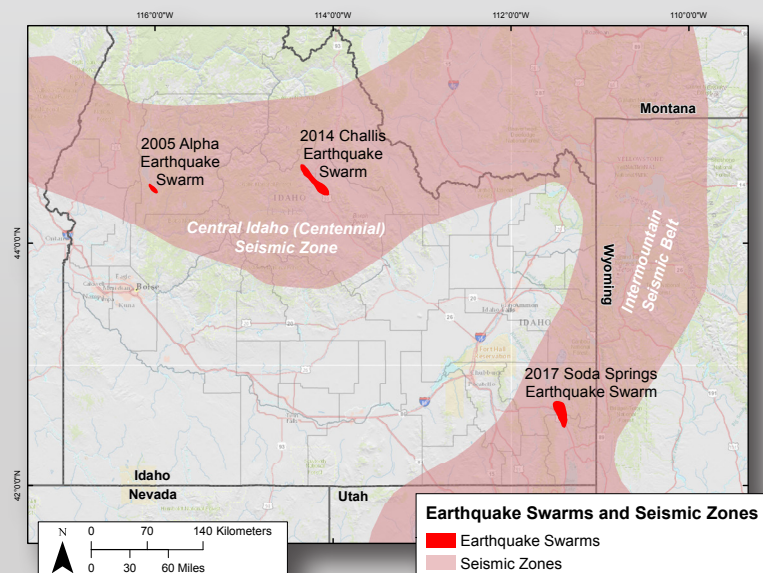 116°0'0"W
114°0'0"W
112°0'0"W
110°0'0"W
Montana
2005 Alpha
Earthquake
Swarm
2014 Challis
Earthquake
Swarm
IDAHO
Central Idaho (Centennial)
Seismic Zone
44°0'0"N
Wyoming
Intermountain
Seismic Belt
Boise
IDAHO
2017 Soda Springs
Earthquake Swarm
42°0'0"N
Idaho
Nevada
Utah
N
0 70 140 Kilometers
0 30 60 Miles
Earthquake Swarms and Seismic Zones
Earthquake Swarms
Seismic Zones